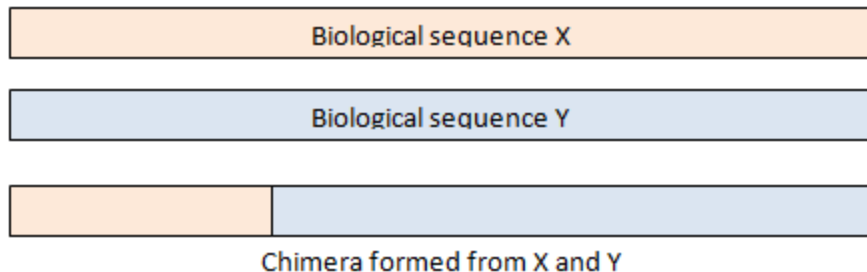 Biological sequence X
Biological sequence Y
Chimera formed from X and Y